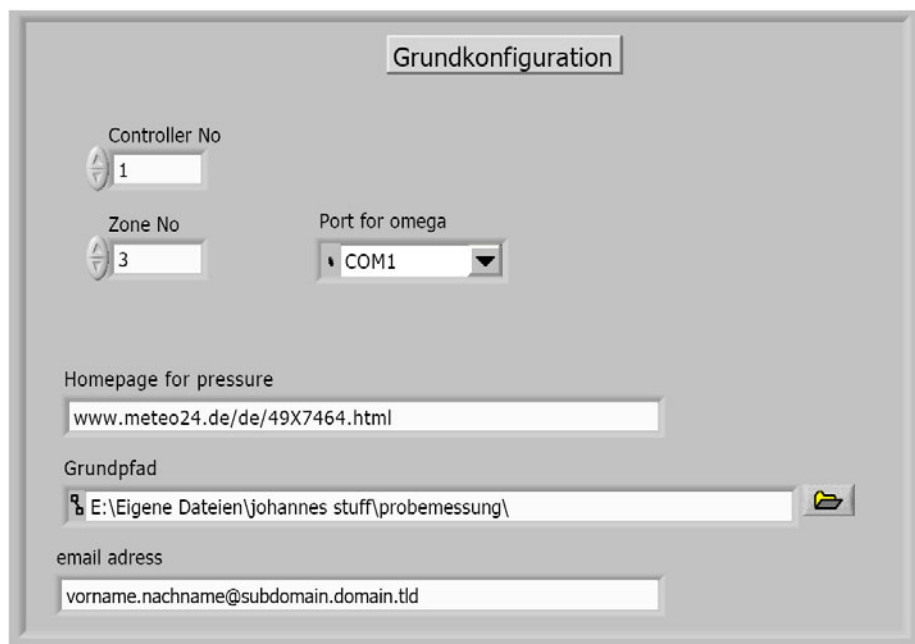 Grundkonfiguration
Controller No
1
Zone No
3
Port for omega
COM1
Homepage for pressure
www.meteo24.de/de/49X7464.html
Grundpfad
E:\Eigene Dateien\johannes stuff\probemessung\
email adress
vorname.nachname@subdomain.domain.tld